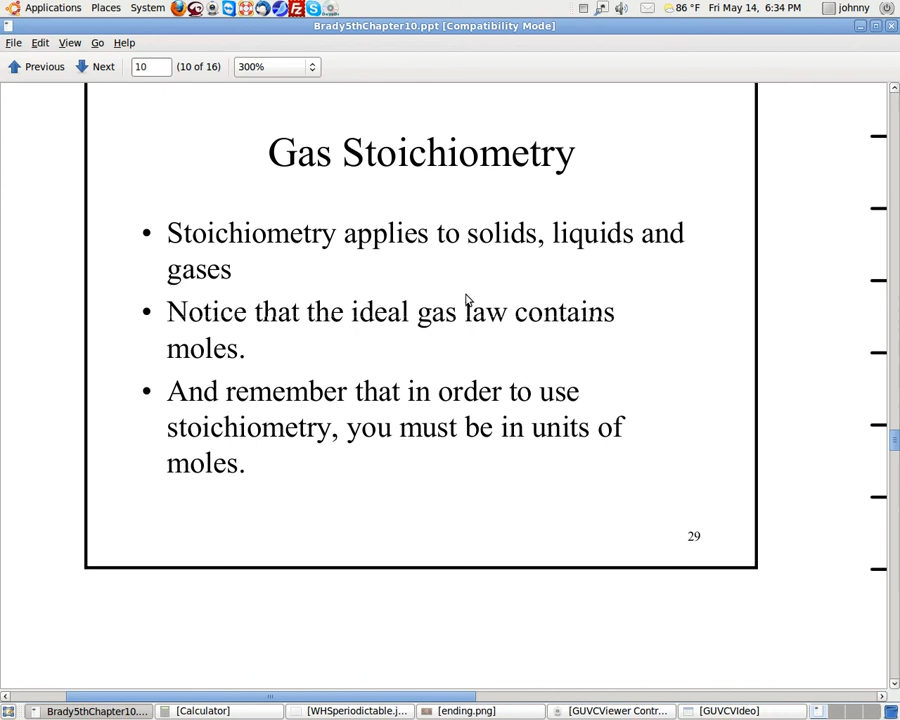 Applications Places System 86 °F Fri May 14, 6:34 PM johnny
Brady5thChapter10.ppt [Compatibility Mode]
File Edit View Go Help
Previous Next 10 (10 of 16) 300%
Gas Stoichiometry
• Stoichiometry applies to solids, liquids and
gases
• Notice that the ideal gas law contains
moles.
• And remember that in order to use
stoichiometry, you must be in units of
moles.
29
Brady5thChapter10.... [Calculator] [WHSperiodictable.j... [ending.png] [GUVCViewer Contr... [GUVCVIdeo]